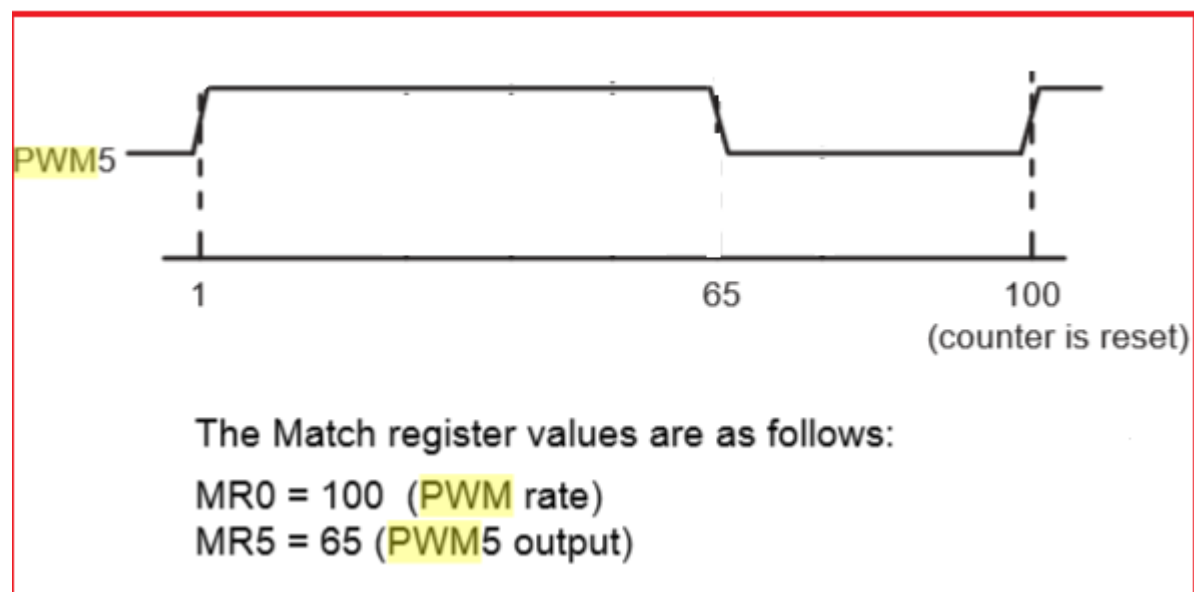 PWM5
1 65 100
(counter is reset)
The Match register values are as follows:
MR0 = 100 (PWM rate)
MR5 = 65 (PWM5 output)